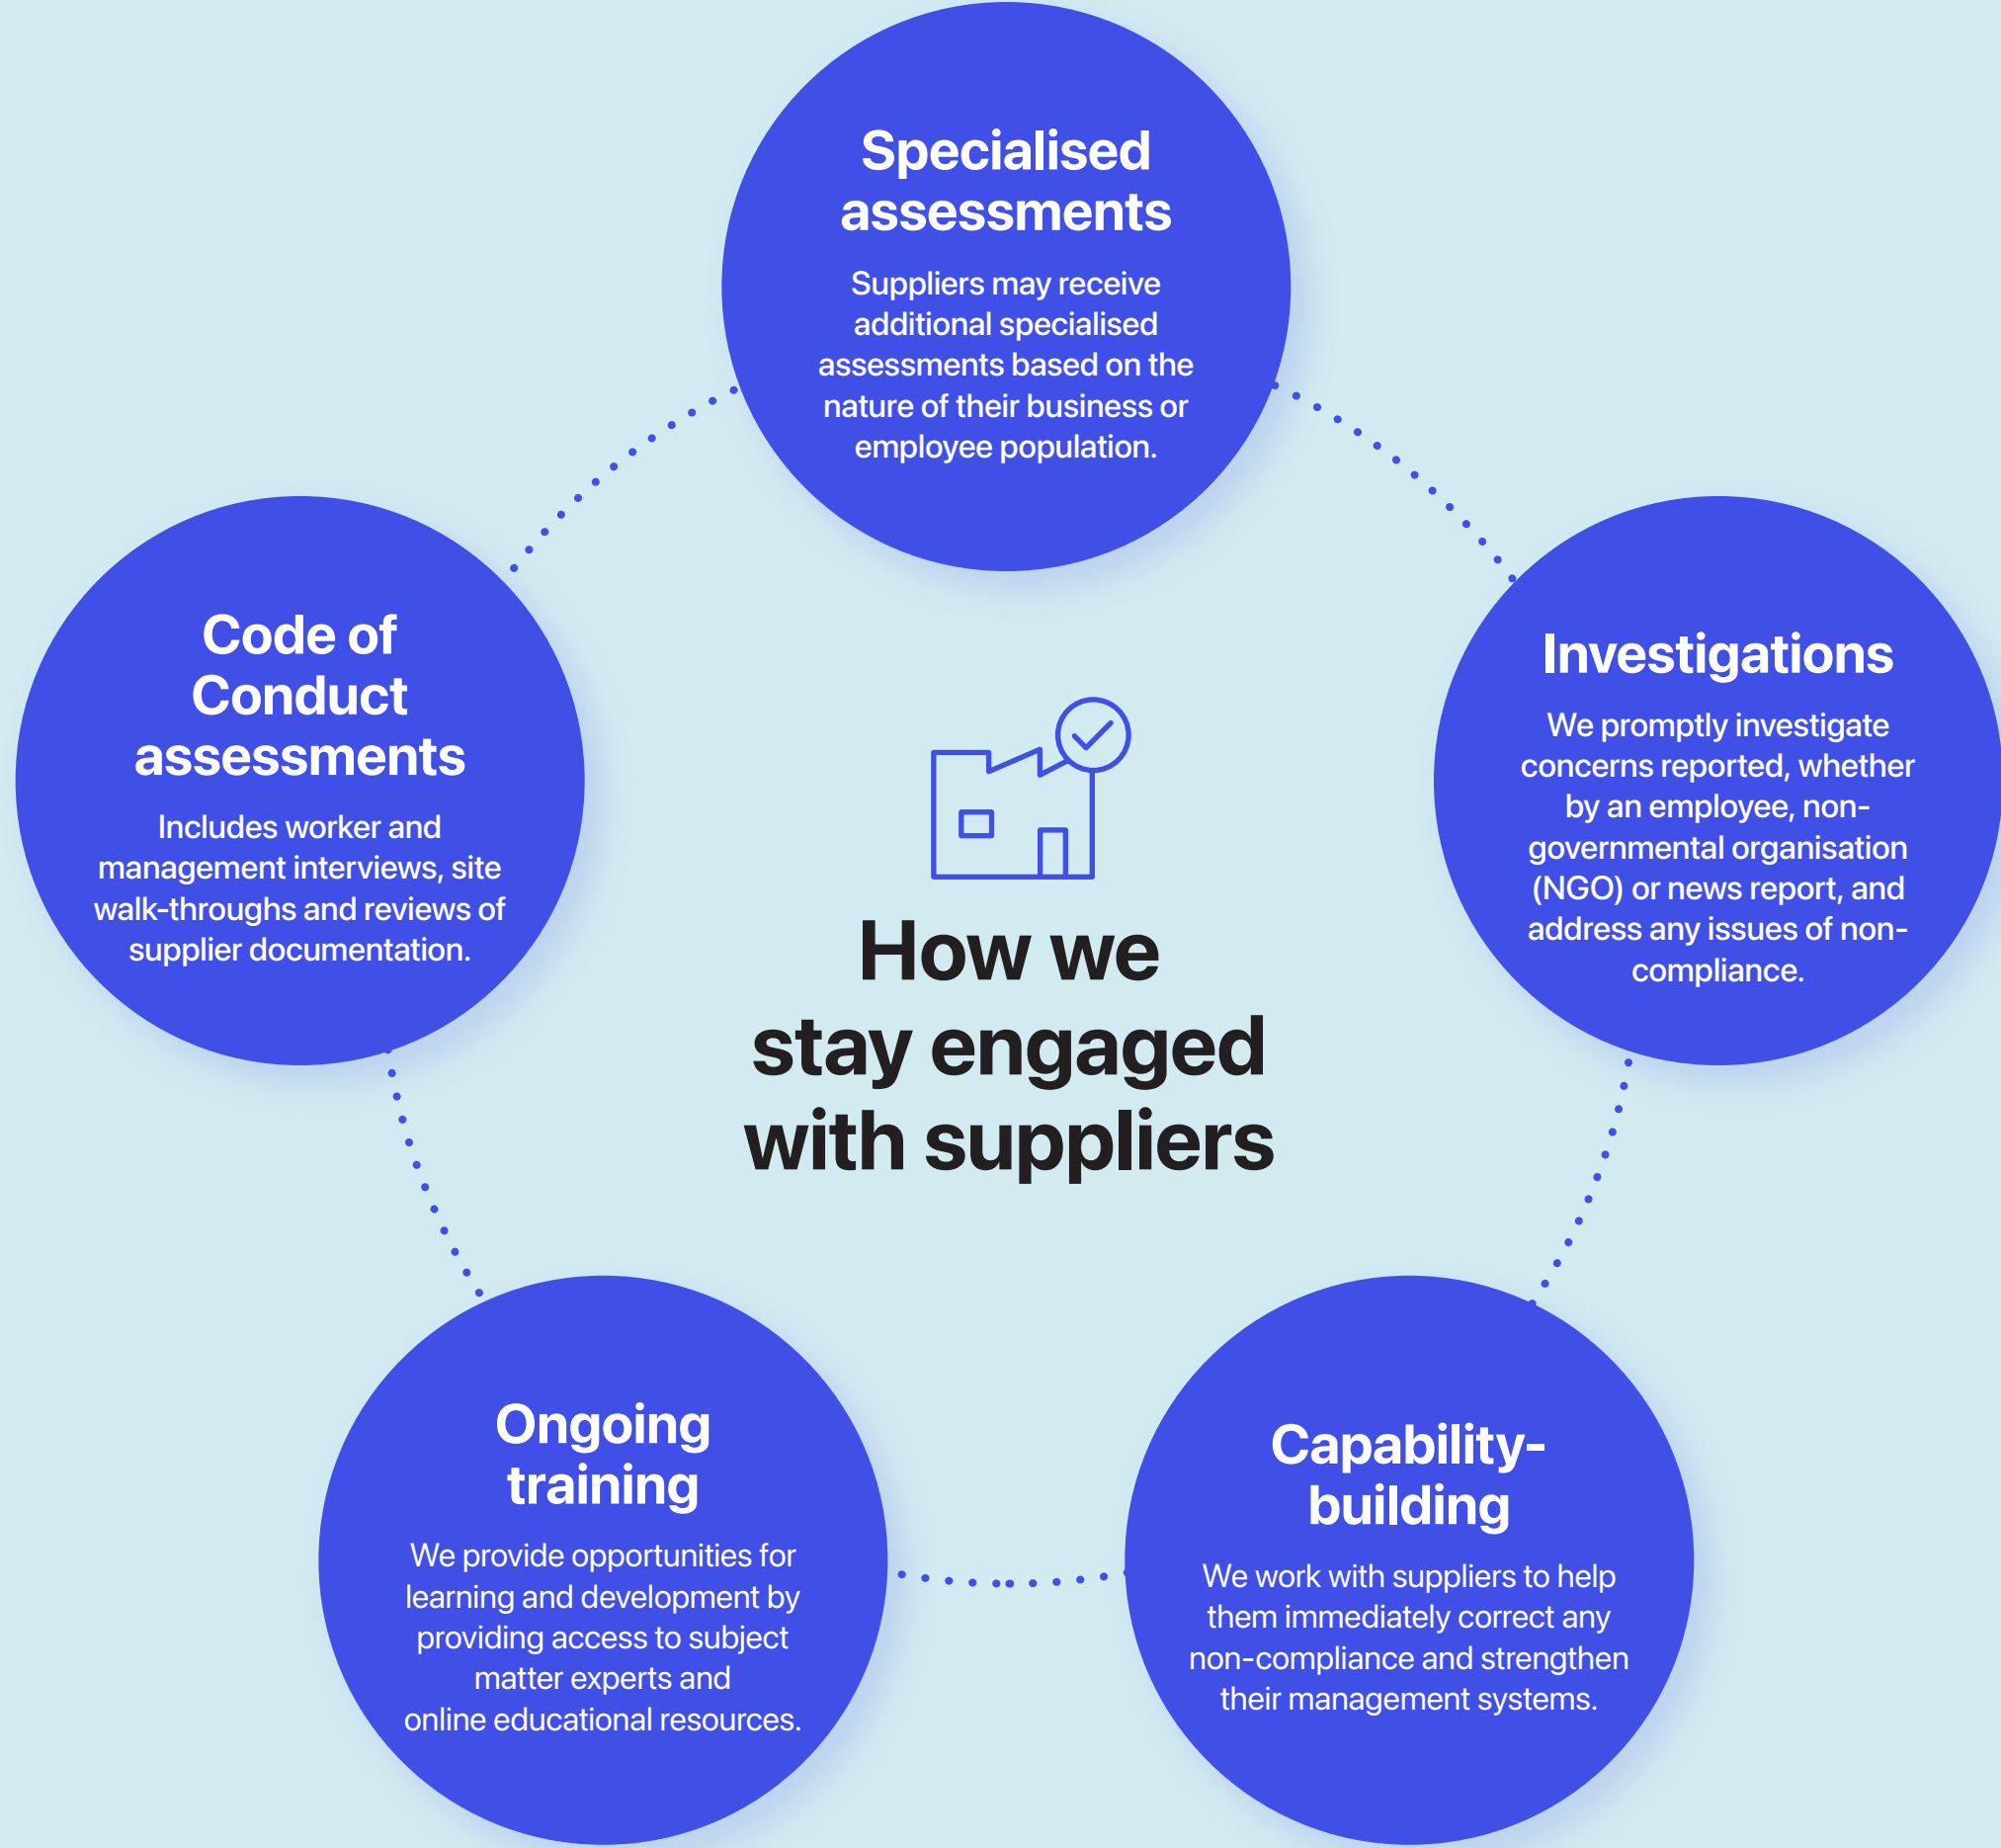 Specialised
assessments
Suppliers may receive
additional specialised
assessments based on the
nature of their business or
employee population.
Code of
Conduct
assessments
Includes worker and
management interviews, site
walk-throughs and reviews of
supplier documentation.
Investigations
We promptly investigate
concerns reported, whether
by an employee, non-
governmental organisation
(NGO) or news report, and
address any issues of non-
compliance.
How we
stay engaged
with suppliers
Ongoing
training
We provide opportunities for
learning and development by
providing access to subject
matter experts and
online educational resources.
Capability-
building
We work with suppliers to help
them immediately correct any
non-compliance and strengthen
their management systems.